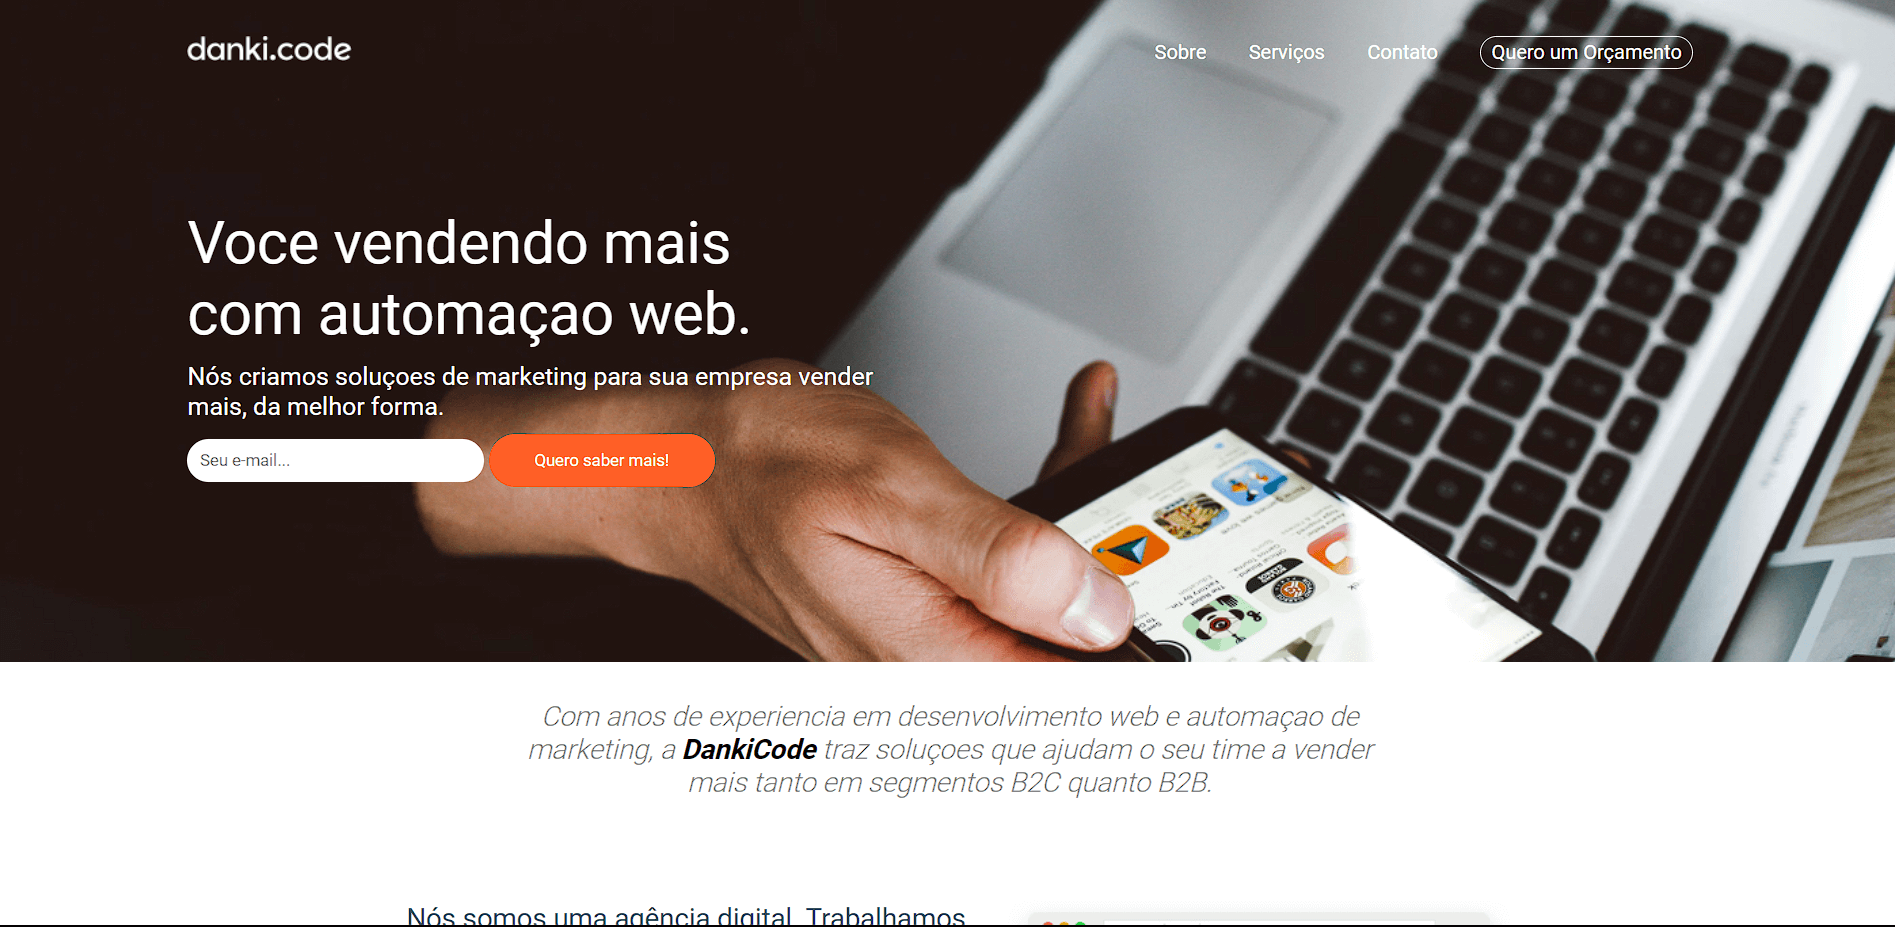 danki.code
Sobre
Serviços
Contato
Quero um Orçamento
Voce vendendo mais
com automaçao web.
Nós criamos soluçoes de marketing para sua empresa vender
mais, da melhor forma.
Seu e-mail...
Quero saber mais!
Com anos de experiencia em desenvolvimento web e automaçao de
marketing, a DankiCode traz soluçoes que ajudam o seu time a vender
mais tanto em segmentos B2C quanto B2B.
Nós somos uma agência digital. Trabalhamos